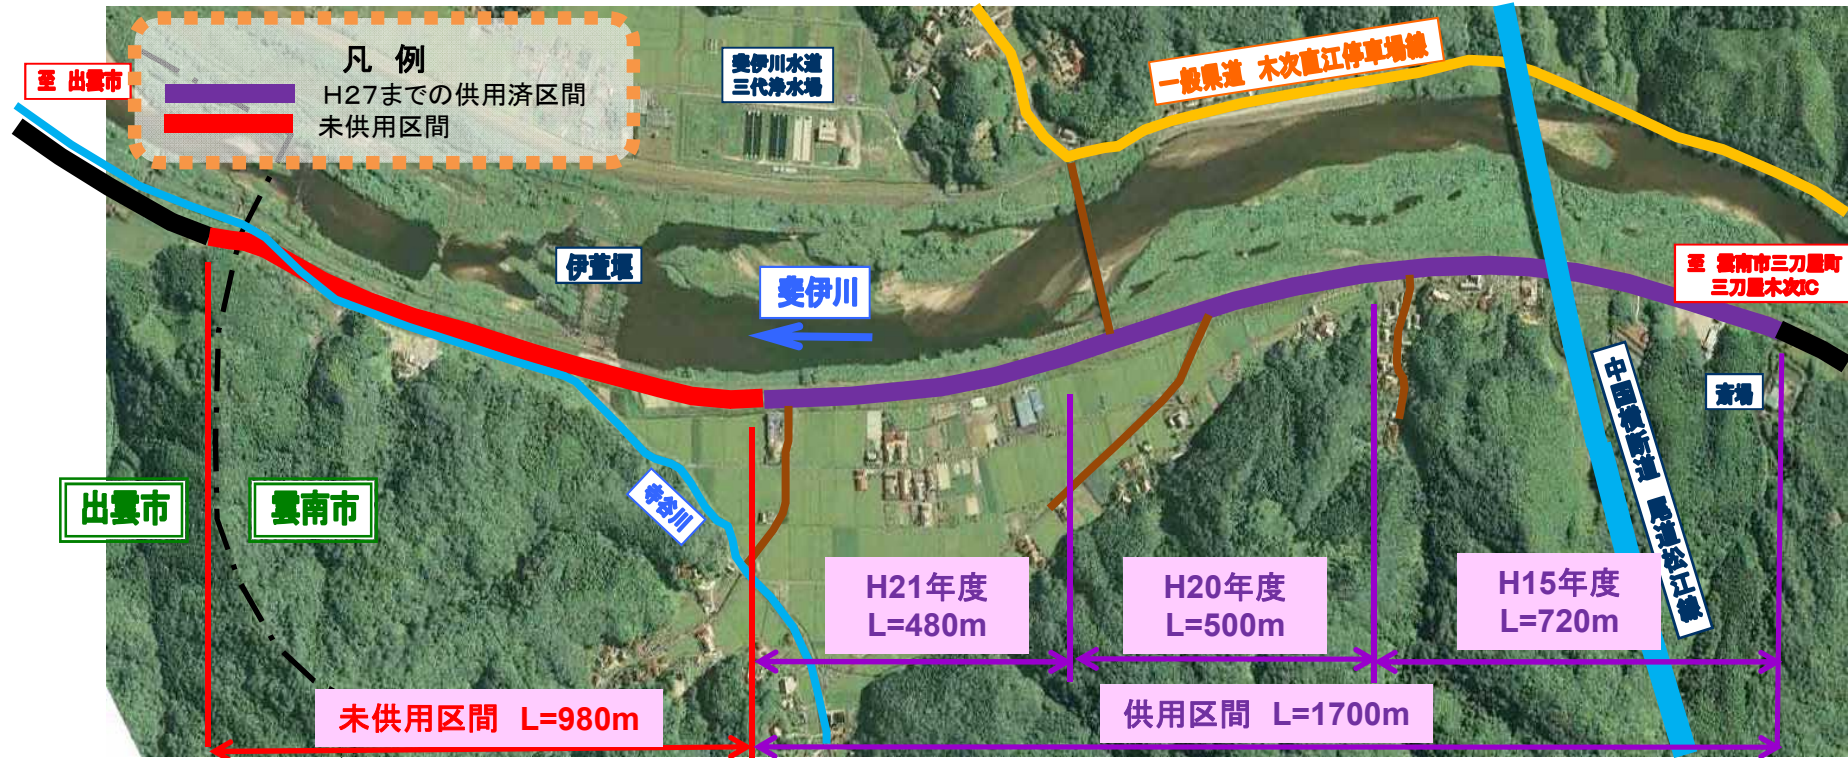 凡 例
H27までの供用済区間
未供用区間
至 出雲市
斐伊川水道
三代浄水場
一般県道 木次直江停車場線
伊萱堰
斐伊川
至 雲南市三刀屋町
三刀屋木次IC
中国横断道 尾道松江線
斎場
出雲市
雲南市
寺谷川
H21年度
L=480m
H20年度
L=500m
H15年度
L=720m
未供用区間 L=980m
供用区間 L=1700m